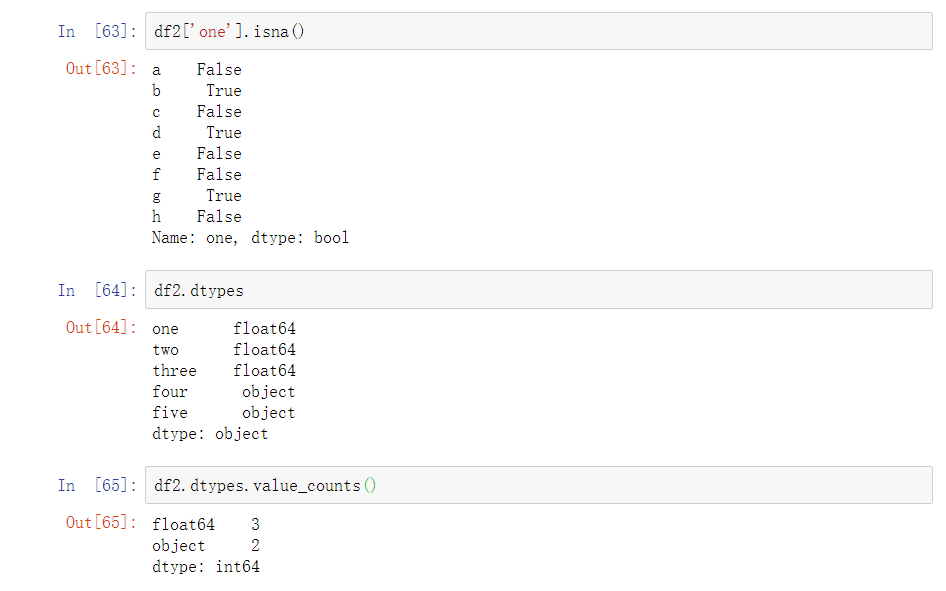 In [63]: df2['one'].isna()
Out[63]: a    False
b     True
c    False
d     True
e    False
f    False
g     True
h    False
Name: one, dtype: bool
In [64]: df2.dtypes
Out[64]: one      float64
two      float64
three    float64
four      object
five      object
dtype: object
In [65]: df2.dtypes.value_counts()
Out[65]: float64    3
object     2
dtype: int64